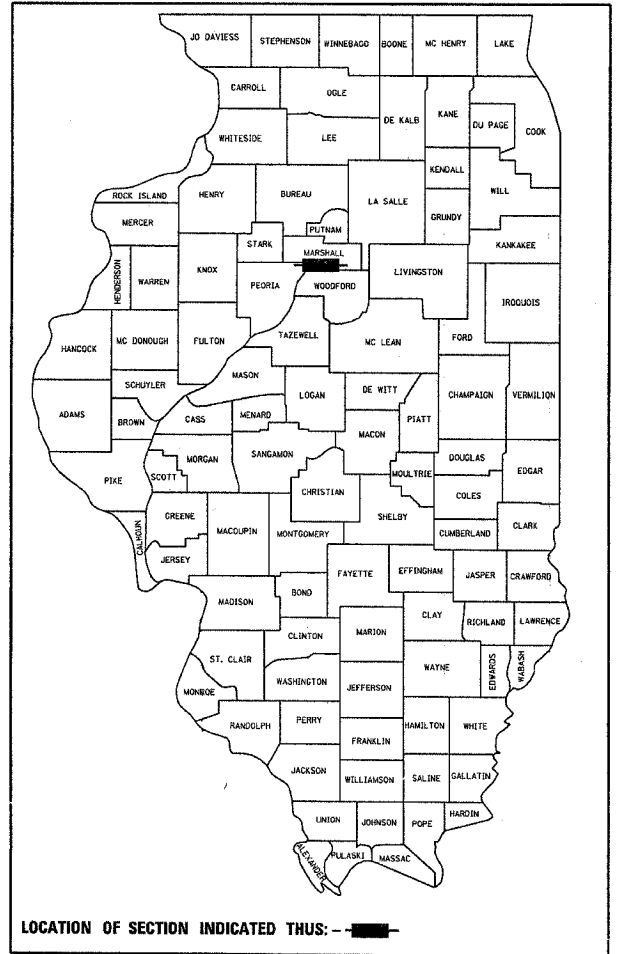 JO DAVIESS
STEPHENSON
WINNEBAGO
BOONE
MC HENRY
LAKE
CARROLL
OGLE
WHITESIDE
LEE
DE KALB
KANE
DU PAGE
COOK
KENDALL
WILL
GRUNDY
LA SALLE
ROCK ISLAND
HENRY
BUREAU
MERCER
PUTNAM
STARK
MARSHALL
KANKAKEE
HENDERSON
WARREN
KNOX
PEORIA
WOODFORD
LIVINGSTON
IROQUOIS
HANCOCK
MC DONOUGH
FULTON
TAZEWELL
MC LEAN
FORD
SCHUYLER
MASON
LOGAN
DE WITT
CHAMPAIGN
VERMILION
ADAMS
BROWN
CASS
MENARD
MACON
PIATT
MORGAN
SANGAMON
DOUGLAS
EDGAR
MOULTRIE
PIKE
SCOTT
CHRISTIAN
COLES
GREENE
MACOUPIN
SHELBY
CUMBERLAND
CLARK
CALHOUN
MONTGOMERY
JERSEY
FAYETTE
EFFINGHAM
JASPER
CRAWFORD
MADISON
BOND
CLAY
RICHLAND
LAWRENCE
CLINTON
MARION
ST. CLAIR
WAYNE
EDWARDS
WABASH
WASHINGTON
JEFFERSON
MONROE
RANDOLPH
PERRY
HAMILTON
WHITE
FRANKLIN
JACKSON
WILLIAMSON
SALINE
GALLATIN
UNION
JOHNSON
POPE
HARDIN
ALEXANDER
PULASKI
MASSAC
LOCATION OF SECTION INDICATED THUS: -